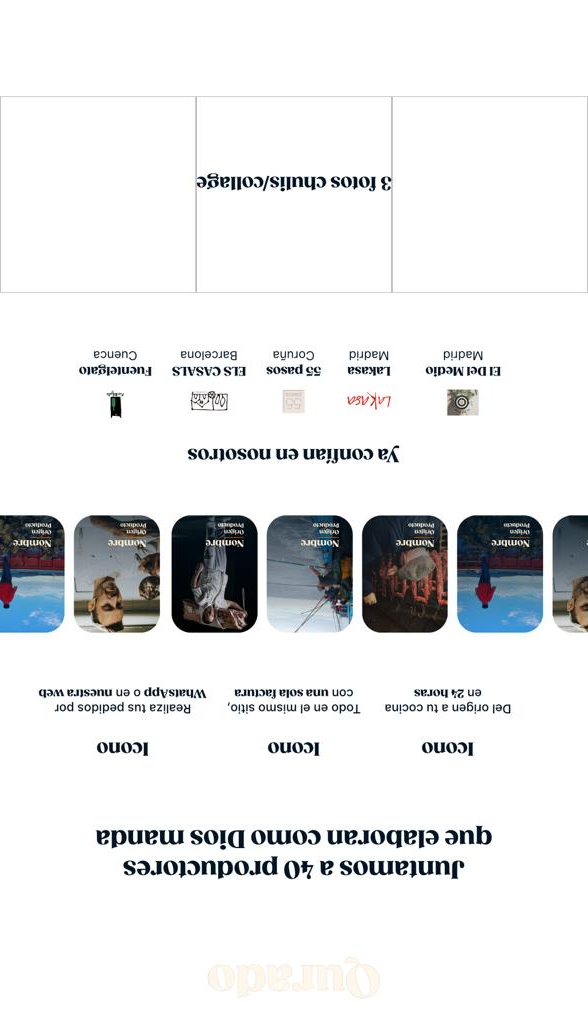 Qurado
Juntamos a 40 productores
que elaboran como Dios manda
Icono
Icono
Icono
Del origen a tu cocina
en 24 horas
Todo en el mismo sitio,
con una sola factura
Realiza tus pedidos por
WhatsApp o en nuestra web
Nombre
Origen
Producto
Nombre
Origen
Producto
Nombre
Origen
Producto
Nombre
Origen
Producto
Nombre
Origen
Producto
Nombre
Origen
Producto
Ya confían en nosotros
LaKasa
El Del Medio
Madrid
Lakasa
Madrid
55 pasos
Coruña
ELS CASALS
Barcelona
Fuentelgato
Cuenca
3 fotos chulis/collage